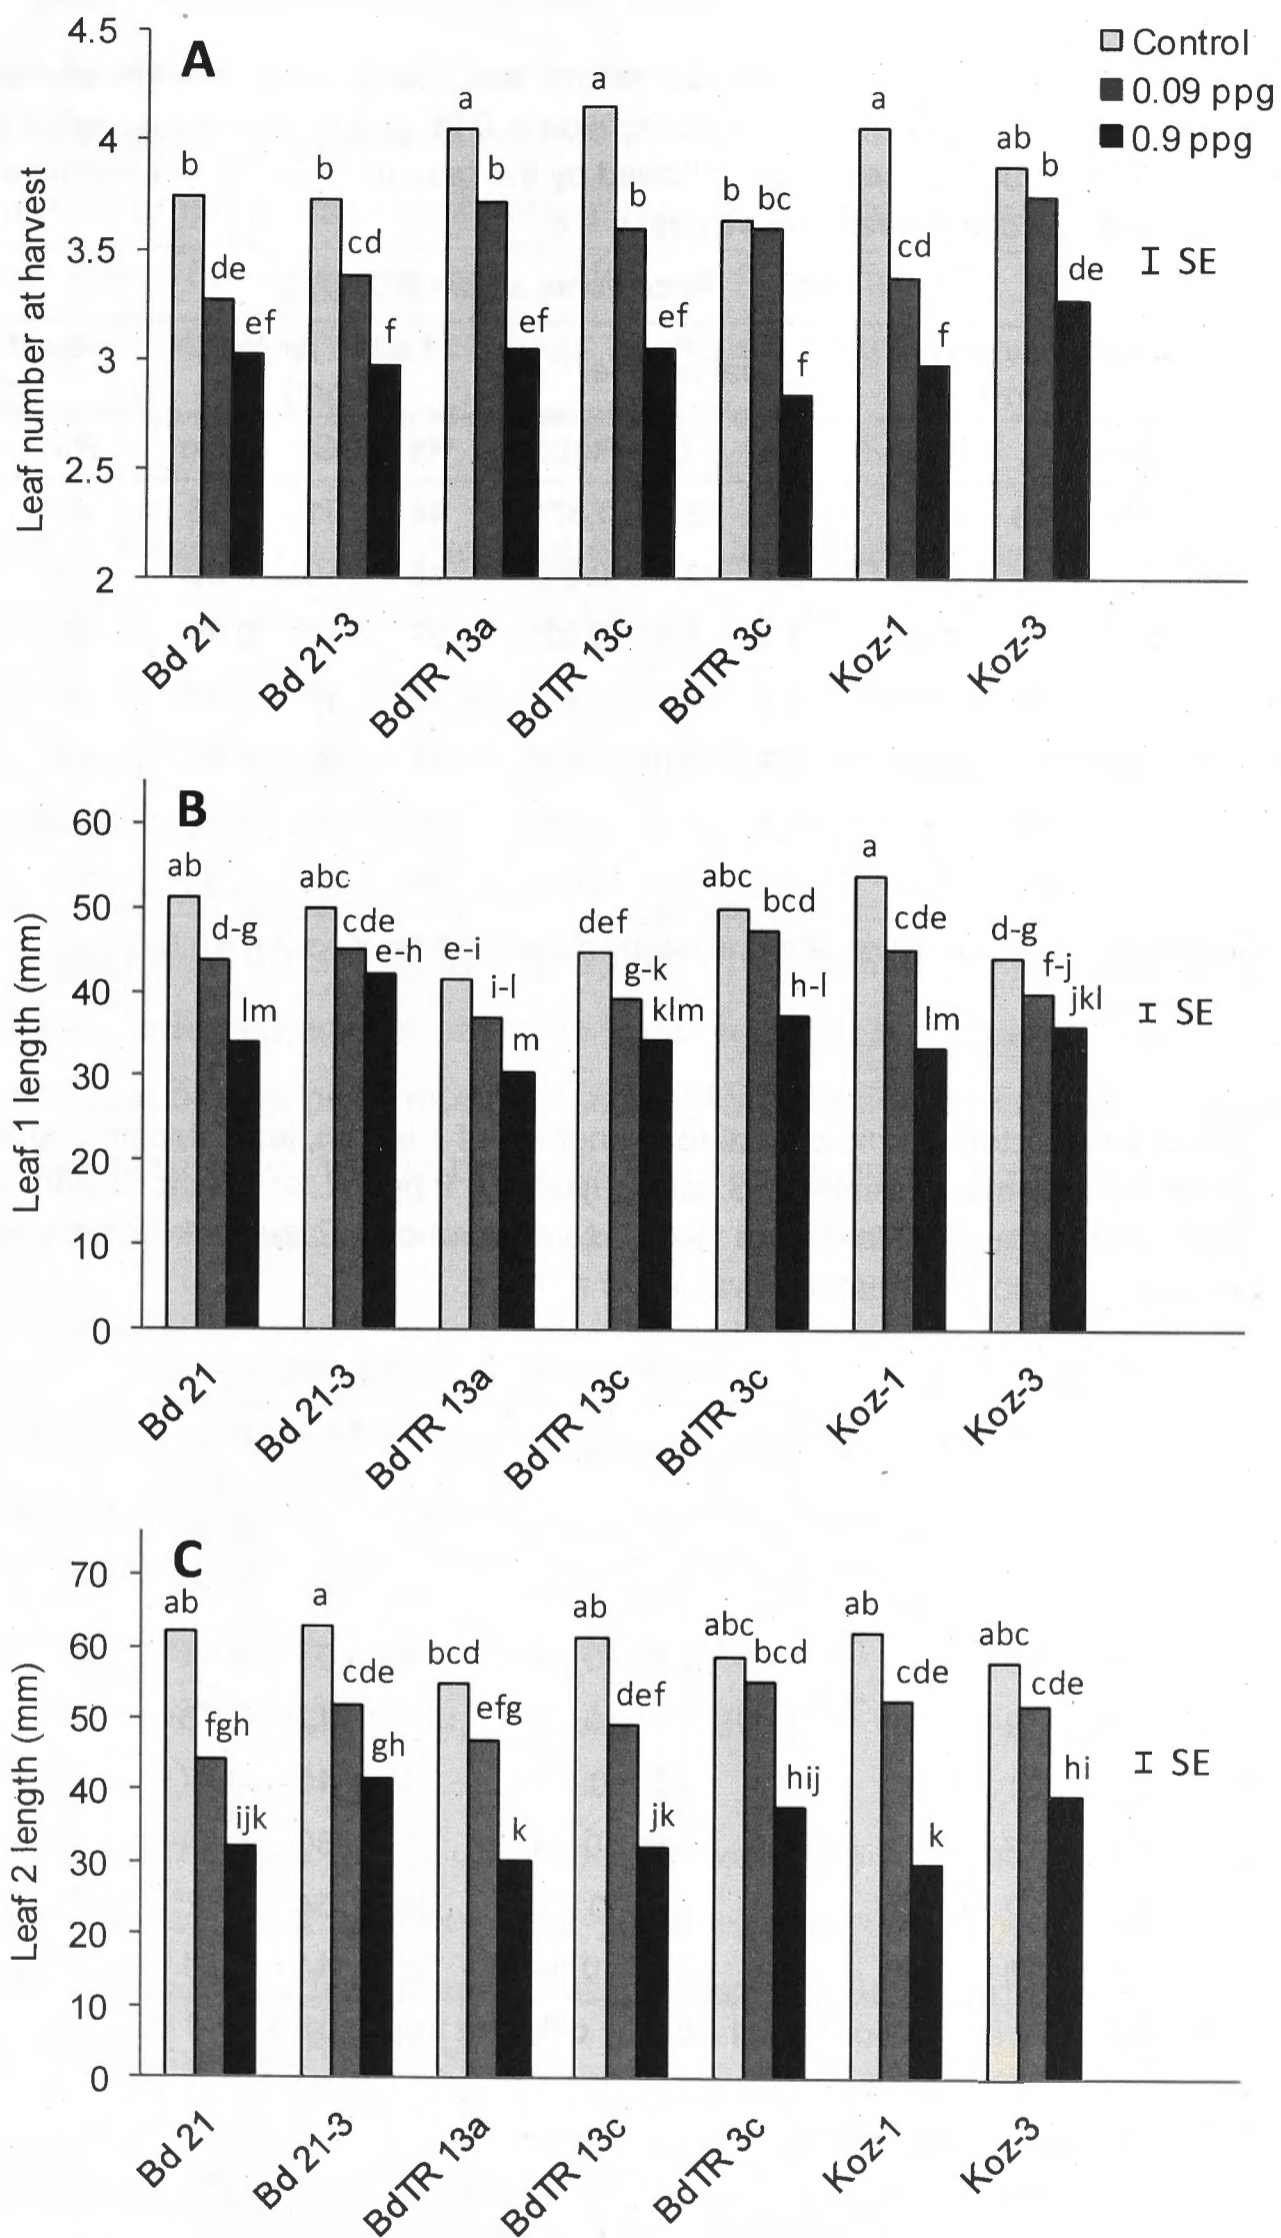 4.5
A
Control
0.09 ppg
0.9 ppg
Leaf number at harvest
4
3.5
3
2.5
2
b
de
ef
b
cd
f
a
b
ef
a
b
ef
b
bc
f
a
cd
f
ab
b
de
SE
Bd 21
Bd 21-3
BdTR 13a
BdTR 13c
BdTR 3c
Koz-1
Koz-3
B
Leaf 1 length (mm)
60
50
40
30
20
10
0
ab
d-g
lm
abc
cde
e-h
e-i
i-l
m
def
g-k
klm
abc
bcd
h-l
a
cde
lm
d-g
f-j
jkl
SE
Bd 21
Bd 21-3
BdTR 13a
BdTR 13c
BdTR 3c
Koz-1
Koz-3
C
Leaf 2 length (mm)
70
60
50
40
30
20
10
0
ab
fgh
ijk
a
cde
gh
bcd
efg
k
ab
def
jk
abc
bcd
hij
ab
cde
k
abc
cde
hi
SE
Bd 21
Bd 21-3
BdTR 13a
BdTR 13c
BdTR 3c
Koz-1
Koz-3